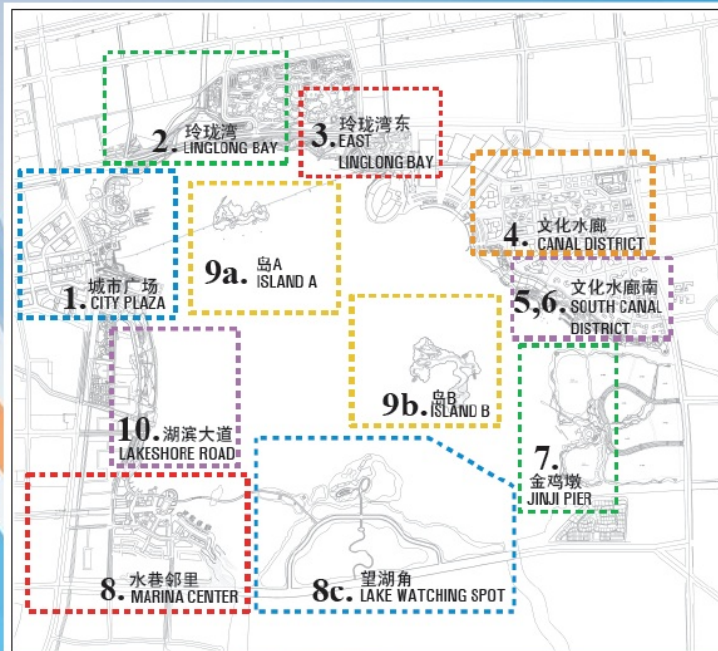 2. 玲珑湾
LINGLONG BAY
3. 玲珑湾东
EAST
LINGLONG BAY
4. 文化水廊
CANAL DISTRICT
9a. 岛A
ISLAND A
1. 城市广场
CITY PLAZA
5,6. 文化水廊南
SOUTH CANAL
DISTRICT
9b. 岛B
ISLAND B
10. 湖滨大道
LAKESHORE ROAD
7.
金鸡墩
JINJI PIER
8. 水巷邻里
MARINA CENTER
8c. 望湖角
LAKE WATCHING SPOT